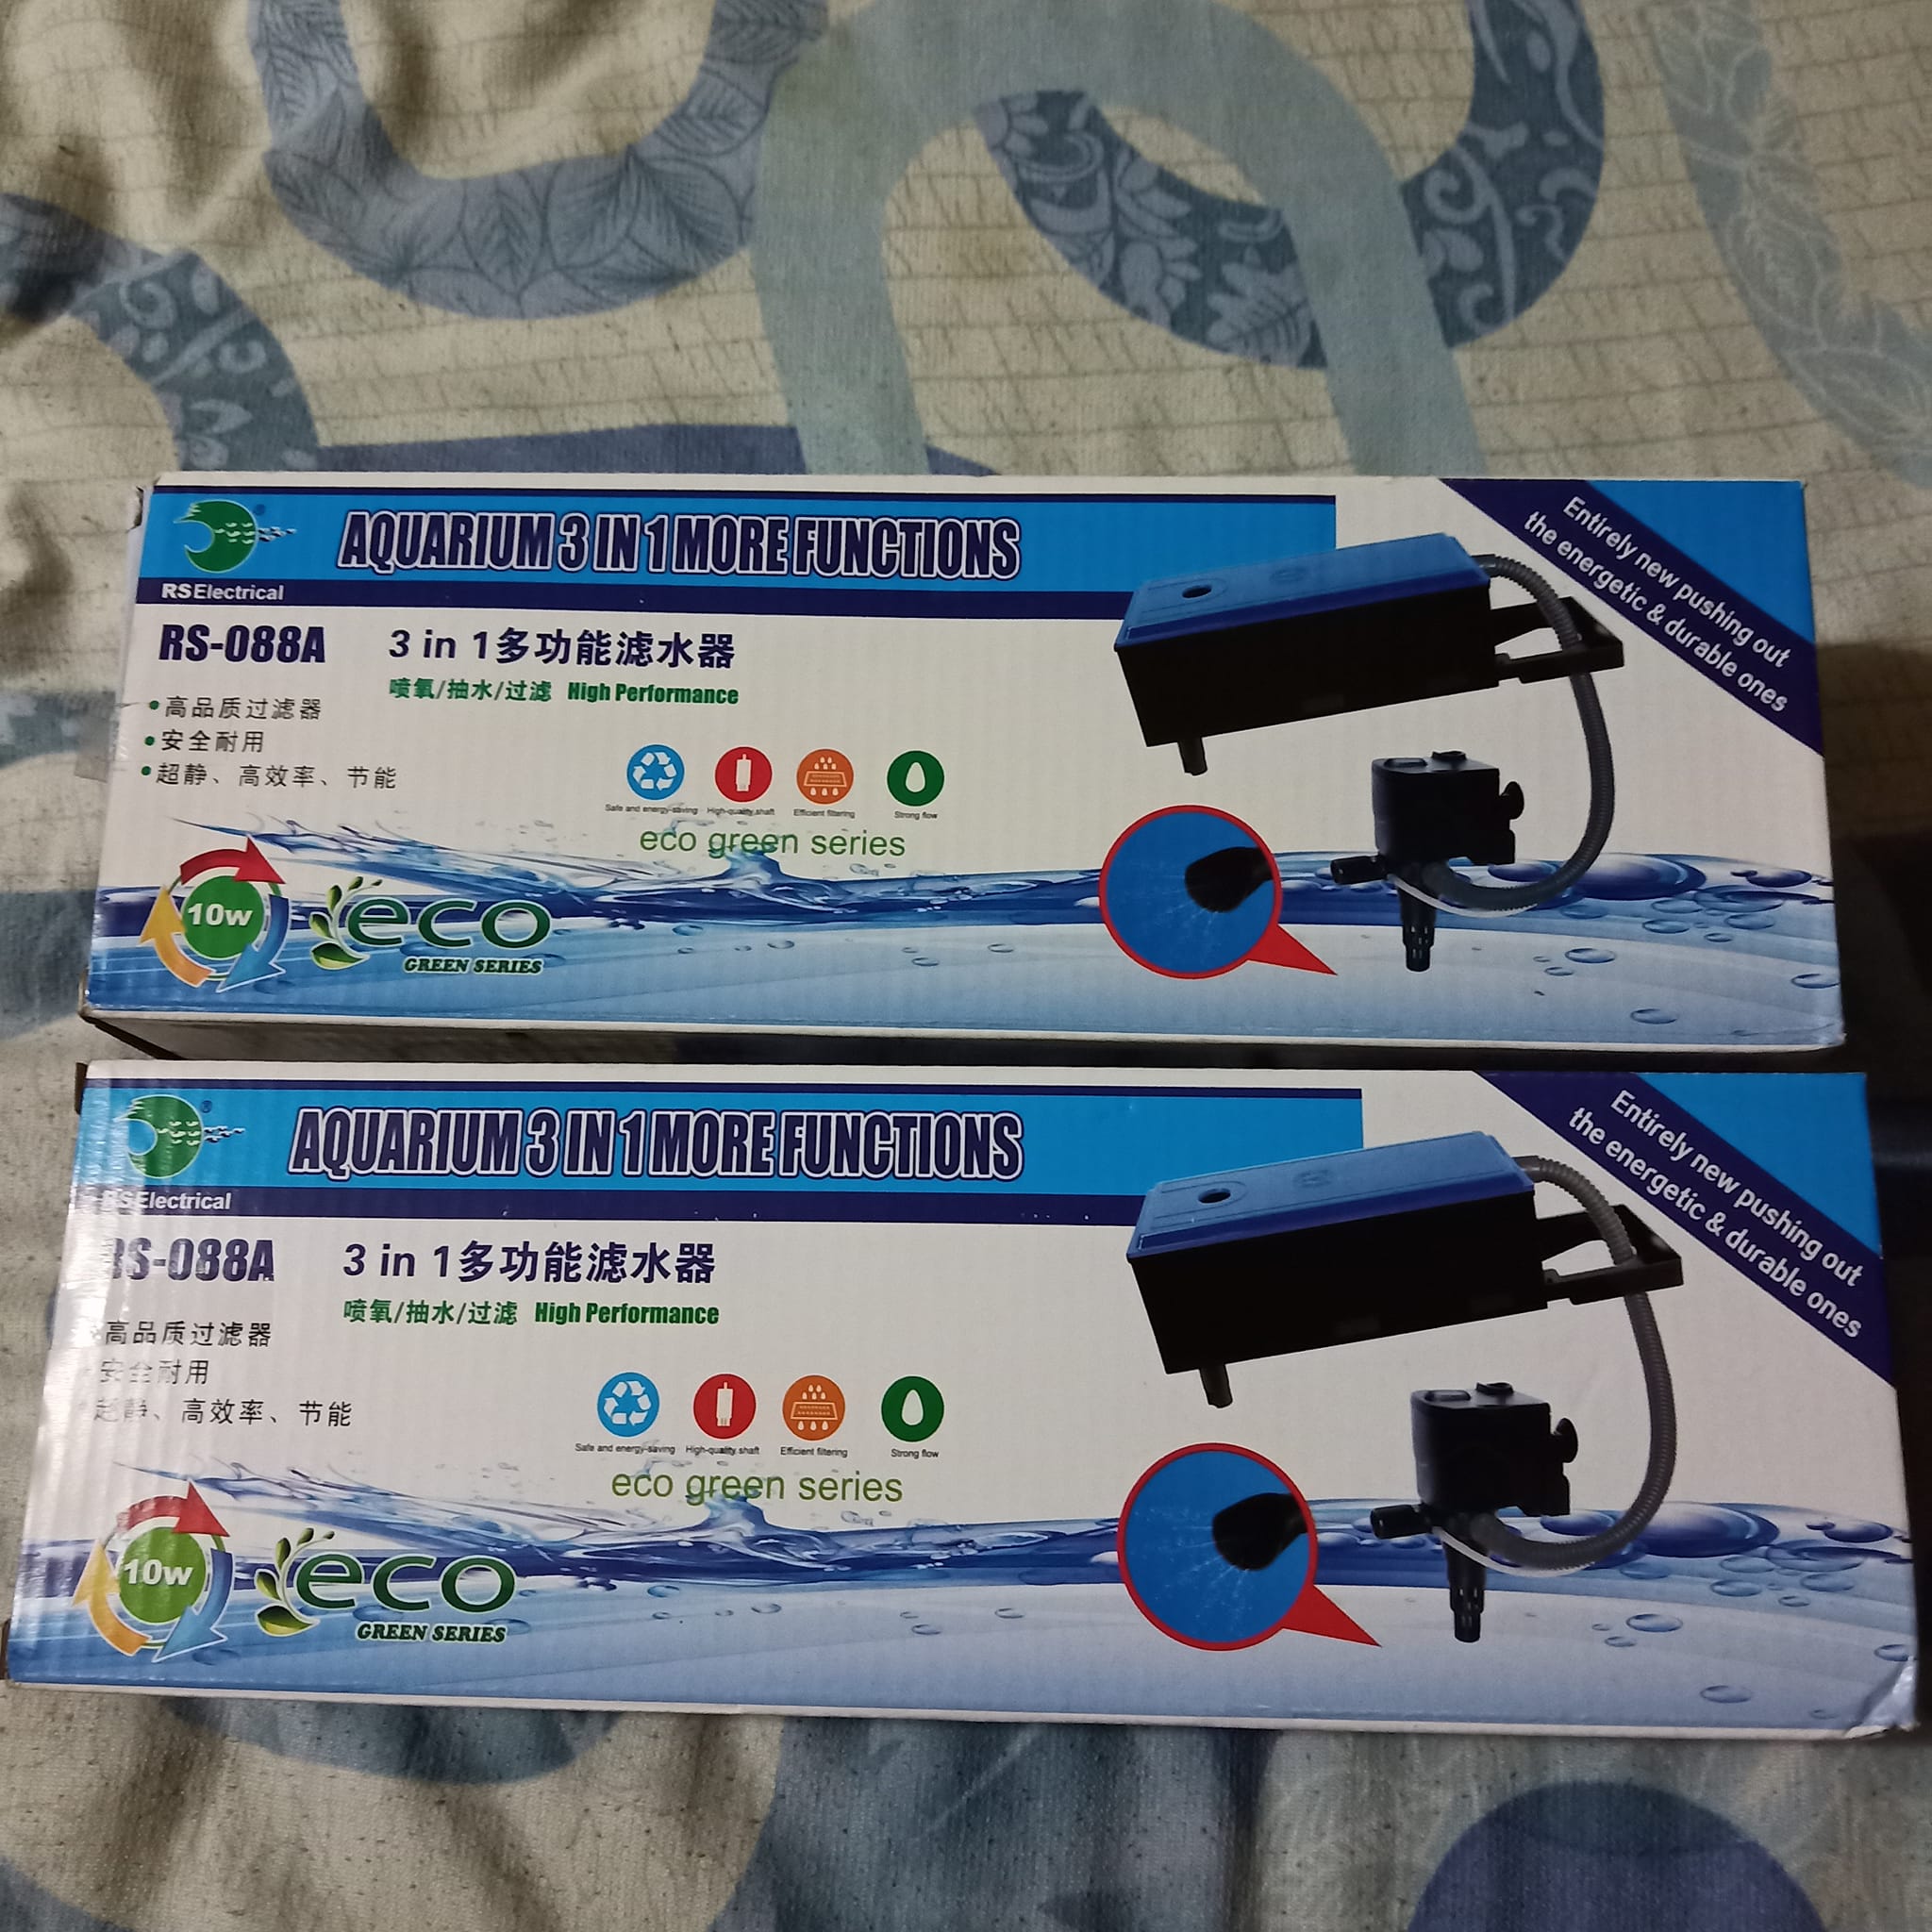 AQUARIUM 3 IN 1 MORE FUNCTIONS
Entirely new pushing out
the energetic & durable ones
RS Electrical
RS-088A
3 in 1多功能滤水器
喷氧/抽水/过滤 High Performance
•高品质过滤器
•安全耐用
•超静、高效率、节能
Safe and energy-saving
High-quality shaft
Efficient filtering
Strong flow
eco green series
10w
eco
GREEN SERIES
®
AQUARIUM 3 IN 1 MORE FUNCTIONS
Entirely new pushing out
the energetic & durable ones
RS Electrical
RS-088A
3 in 1多功能滤水器
喷氧/抽水/过滤 High Performance
高品质过滤器
安全耐用
超静、高效率、节能
Safe and energy-saving
High-quality shaft
Efficient filtering
Strong flow
eco green series
10w
eco
GREEN SERIES